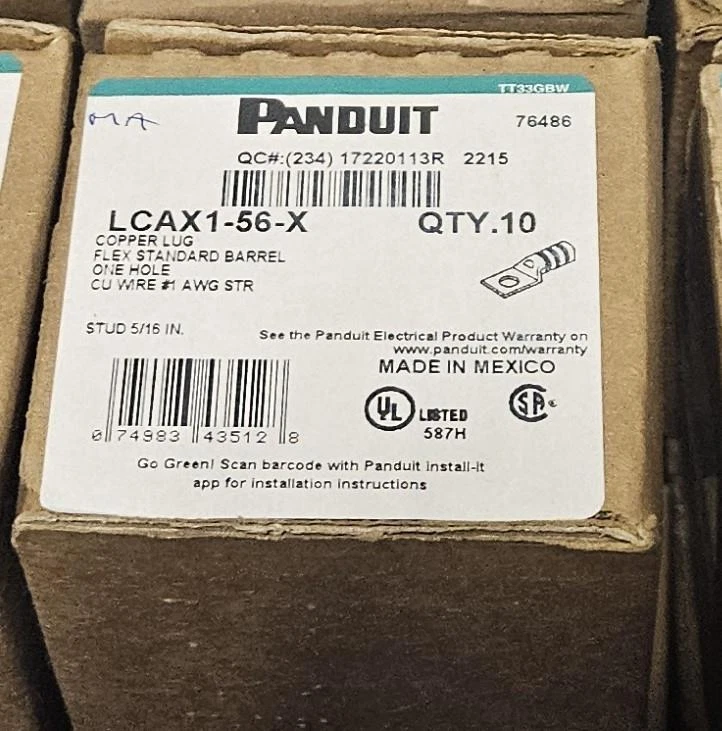 TT33GBW
MA
PANDUIT
76486
QC#:(234) 17220113R 2215
LCAX1-56-X QTY.10
COPPER LUG
FLEX STANDARD BARREL
ONE HOLE
CU WIRE #1 AWG STR
STUD 5/16 IN.
See the Panduit Electrical Product Warranty on
www.panduit.com/warranty
MADE IN MEXICO
UL LISTED
587H
SA
0 74983 43512 8
Go Green! Scan barcode with Panduit install-it
app for installation instructions